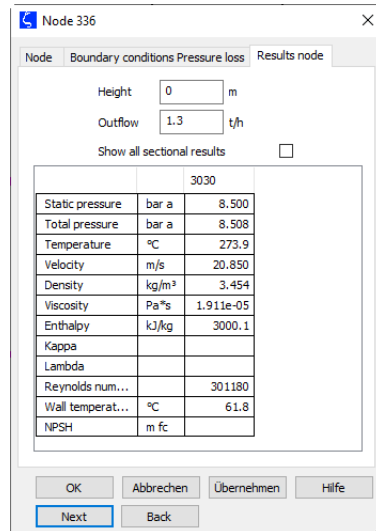 Node 336
Node Boundary conditions Pressure loss Results node
Height 0 m
Outflow 1.3 t/h
Show all sectional results
3030
Static pressure bar a 8.500
Total pressure bar a 8.508
Temperature ºC 273.9
Velocity m/s 20.850
Density kg/m³ 3.454
Viscosity Pa*s 1.911e-05
Enthalpy kJ/kg 3000.1
Kappa
Lambda
Reynolds num... 301180
Wall temperat... ºC 61.8
NPSH m fc
OK Abbrechen Übernehmen Hilfe
Next Back